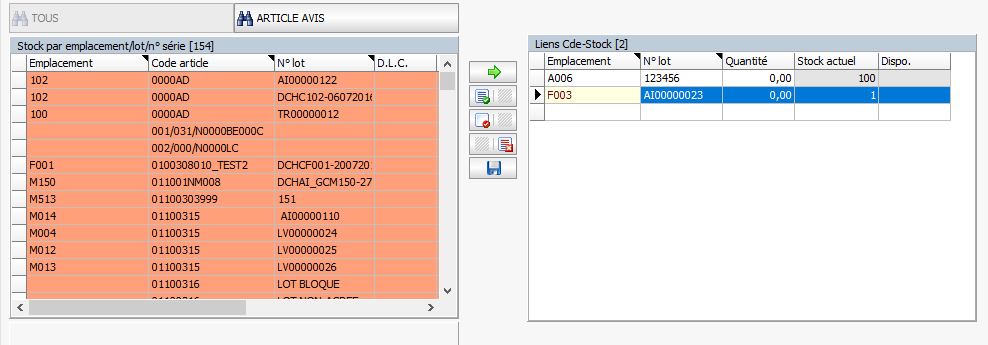 TOUS
ARTICLE AVIS
Stock par emplacement/lot/n° série [154]
Emplacement Code article N° lot D.L.C.
102 0000AD AI00000122
102 0000AD DCHC102-06072016
100 0000AD TR00000012
001/031/N0000BE000C
002/000/N0000LC
F001 0100308010_TEST2 DCHCF001-200720
M150 011001NM008 DCHAI_GCM150-27
M513 01100303999 151
M014 01100315 AI00000110
M004 01100315 LV00000024
M012 01100315 LV00000025
M013 01100315 LV00000026
01100316 LOT BLOQUE
01100316 LOT NON AGREE
Liens Cde-Stock [2]
Emplacement N° lot Quantité Stock actuel Dispo.
A006 123456 0,00 100
F003 AI00000023 0,00 1